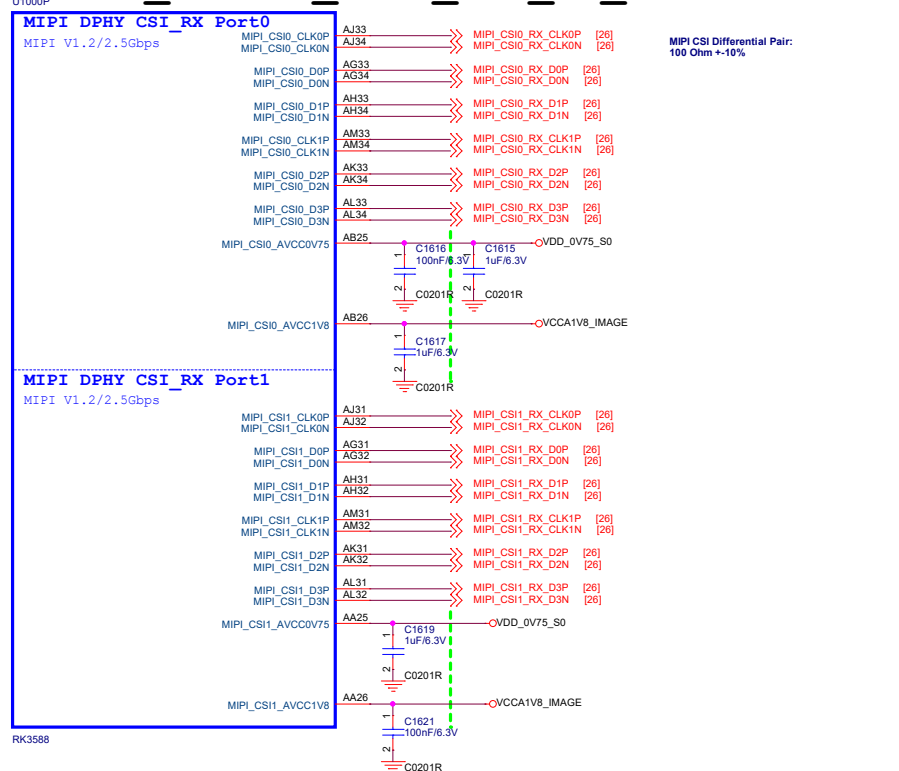 U1000P
MIPI DPHY CSI_RX Port0
MIPI V1.2/2.5Gbps
MIPI CSI Differential Pair:
100 Ohm +-10%
MIPI_CSI0_CLK0P AJ33 MIPI_CSI0_RX_CLK0P [26]
MIPI_CSI0_CLK0N AJ34 MIPI_CSI0_RX_CLK0N [26]
MIPI_CSI0_D0P AG33 MIPI_CSI0_RX_D0P [26]
MIPI_CSI0_D0N AG34 MIPI_CSI0_RX_D0N [26]
MIPI_CSI0_D1P AH33 MIPI_CSI0_RX_D1P [26]
MIPI_CSI0_D1N AH34 MIPI_CSI0_RX_D1N [26]
MIPI_CSI0_CLK1P AM33 MIPI_CSI0_RX_CLK1P [26]
MIPI_CSI0_CLK1N AM34 MIPI_CSI0_RX_CLK1N [26]
MIPI_CSI0_D2P AK33 MIPI_CSI0_RX_D2P [26]
MIPI_CSI0_D2N AK34 MIPI_CSI0_RX_D2N [26]
MIPI_CSI0_D3P AL33 MIPI_CSI0_RX_D3P [26]
MIPI_CSI0_D3N AL34 MIPI_CSI0_RX_D3N [26]
MIPI_CSI0_AVCC0V75 AB25 VDD_0V75_S0
1 C1616 1 C1615
100nF/6.3V 1uF/6.3V
2 C0201R 2 C0201R
MIPI_CSI0_AVCC1V8 AB26 VCCA1V8_IMAGE
1 C1617
1uF/6.3V
2 C0201R
MIPI DPHY CSI_RX Port1
MIPI V1.2/2.5Gbps
MIPI_CSI1_CLK0P AJ31 MIPI_CSI1_RX_CLK0P [26]
MIPI_CSI1_CLK0N AJ32 MIPI_CSI1_RX_CLK0N [26]
MIPI_CSI1_D0P AG31 MIPI_CSI1_RX_D0P [26]
MIPI_CSI1_D0N AG32 MIPI_CSI1_RX_D0N [26]
MIPI_CSI1_D1P AH31 MIPI_CSI1_RX_D1P [26]
MIPI_CSI1_D1N AH32 MIPI_CSI1_RX_D1N [26]
MIPI_CSI1_CLK1P AM31 MIPI_CSI1_RX_CLK1P [26]
MIPI_CSI1_CLK1N AM32 MIPI_CSI1_RX_CLK1N [26]
MIPI_CSI1_D2P AK31 MIPI_CSI1_RX_D2P [26]
MIPI_CSI1_D2N AK32 MIPI_CSI1_RX_D2N [26]
MIPI_CSI1_D3P AL31 MIPI_CSI1_RX_D3P [26]
MIPI_CSI1_D3N AL32 MIPI_CSI1_RX_D3N [26]
MIPI_CSI1_AVCC0V75 AA25 VDD_0V75_S0
1 C1619
1uF/6.3V
2 C0201R
MIPI_CSI1_AVCC1V8 AA26 VCCA1V8_IMAGE
1 C1621
100nF/6.3V
2 C0201R
RK3588